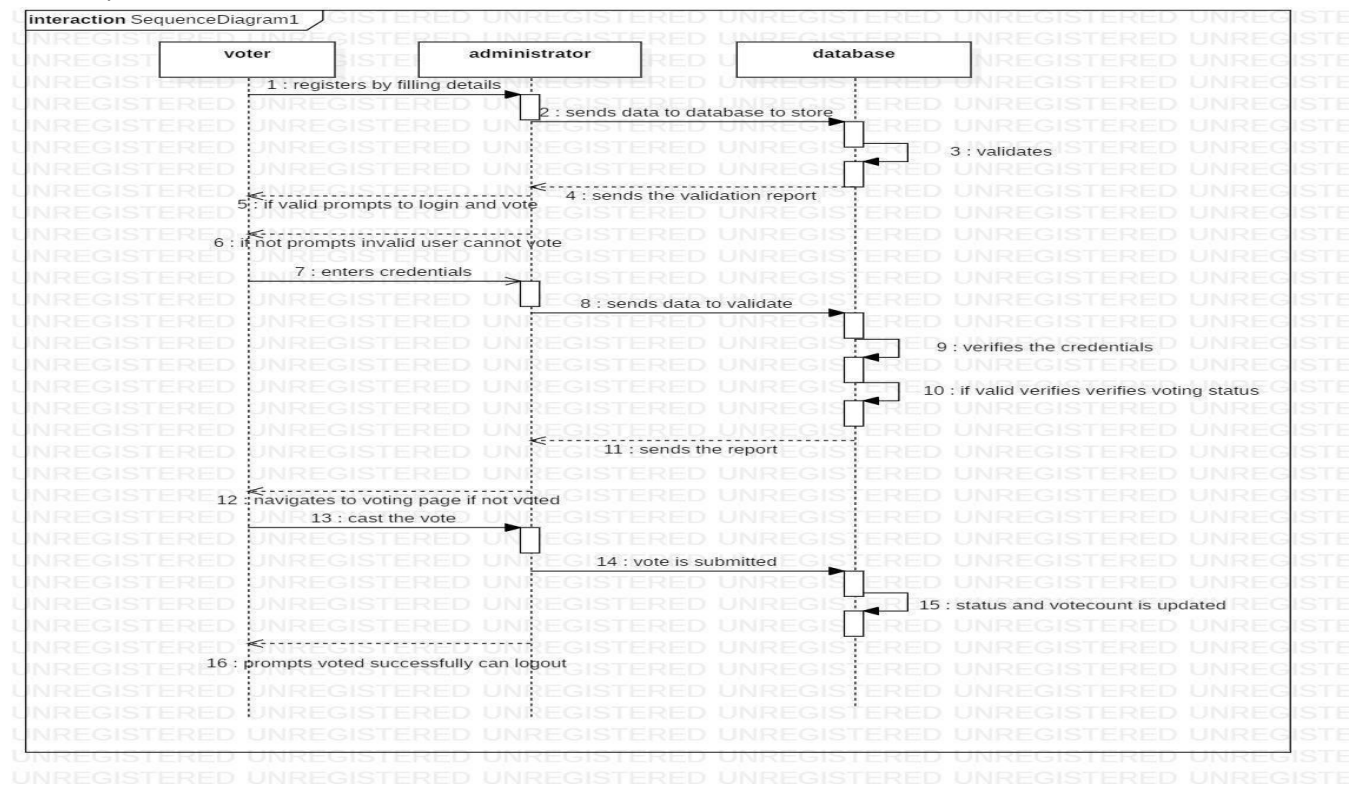 interaction SequenceDiagram1
voter
administrator
database
1 : registers by filling details
2 : sends data to database to store
3 : validates
4 : sends the validation report
5 : if valid prompts to login and vote
6 : if not prompts invalid user cannot vote
7 : enters credentials
8 : sends data to validate
9 : verifies the credentials
10 : if valid verifies verifies voting status
11 : sends the report
12 : navigates to voting page if not voted
13 : cast the vote
14 : vote is submitted
15 : status and votecount is updated
16 : prompts voted successfully can logout
UNREGISTERED